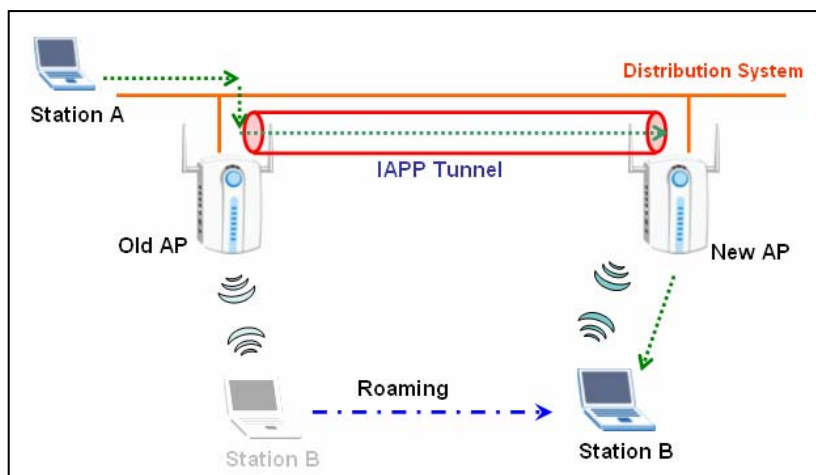 Distribution System
Station A
IAPP Tunnel
Old AP
New AP
Roaming
Station B
Station B